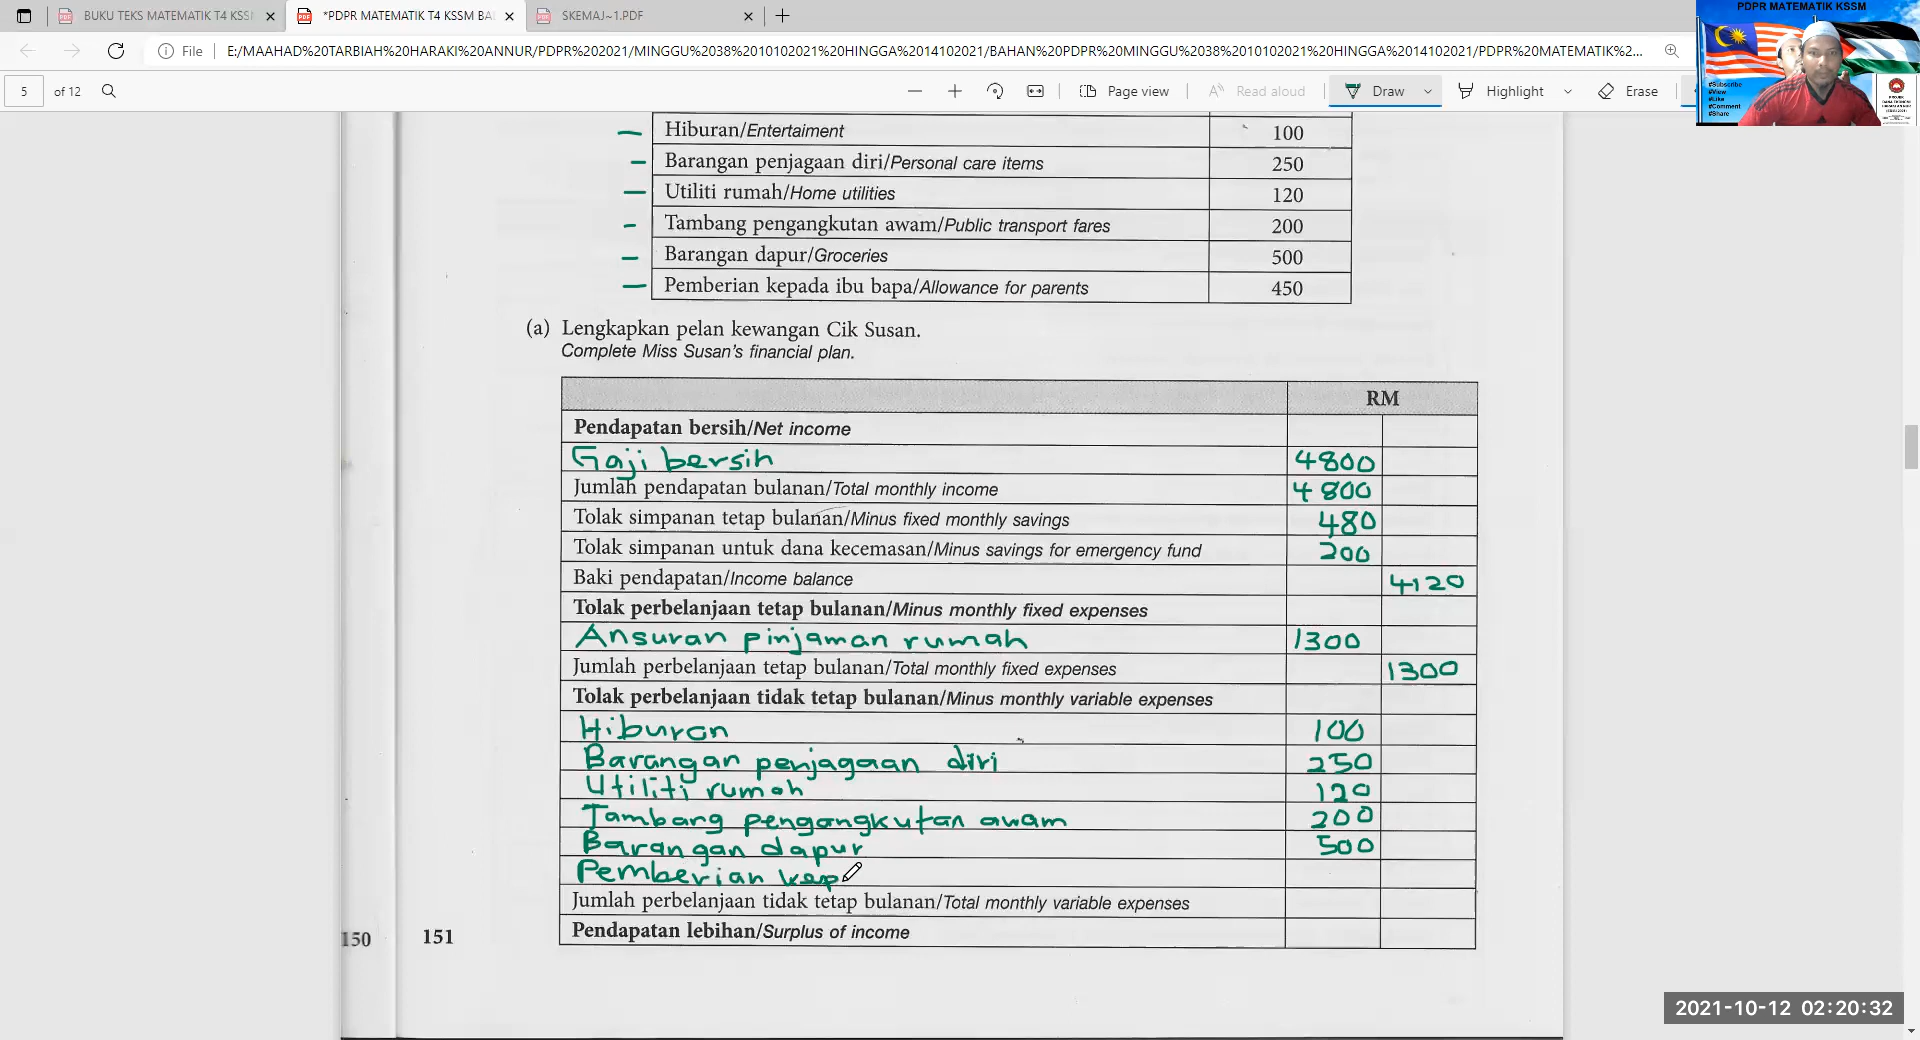 BUKU TEKS MATEMATIK T4 KSSM
*PDPR MATEMATIK T4 KSSM BA
SKEMAJ~1.PDF
File
E:/MAAHAD%20TARBIAH%20HARAKI%20ANNUR/PDPR%202021/MINGGU%2038%2010102021%20HINGGA%2014102021/BAHAN%20PDPR%20MINGGU%2038%2010102021%20HINGGA%2014102021/PDPR%20MATEMATIK%2...
5 of 12
Page view
Read aloud
Draw
Highlight
Erase
PDPR MATEMATIK KSSM
#Subscribe
#View
#Like
#Comment
#Share
Hiburan/Entertaiment 100
Barangan penjagaan diri/Personal care items 250
Utiliti rumah/Home utilities 120
Tambang pengangkutan awam/Public transport fares 200
Barangan dapur/Groceries 500
Pemberian kepada ibu bapa/Allowance for parents 450
(a) Lengkapkan pelan kewangan Cik Susan.
Complete Miss Susan's financial plan.
RM
Pendapatan bersih/Net income
Gaji bersih 4800
Jumlah pendapatan bulanan/Total monthly income 4800
Tolak simpanan tetap bulanan/Minus fixed monthly savings 480
Tolak simpanan untuk dana kecemasan/Minus savings for emergency fund 200
Baki pendapatan/Income balance 4120
Tolak perbelanjaan tetap bulanan/Minus monthly fixed expenses
Ansuran pinjaman rumah 1300
Jumlah perbelanjaan tetap bulanan/Total monthly fixed expenses 1300
Tolak perbelanjaan tidak tetap bulanan/Minus monthly variable expenses
Hiburan 100
Barangan penjagaan diri 250
Utiliti rumah 120
Tambang pengangkutan awam 200
Barangan dapur 500
Pemberian kep
Jumlah perbelanjaan tidak tetap bulanan/Total monthly variable expenses
Pendapatan lebihan/Surplus of income
150 151
2021-10-12 02:20:32